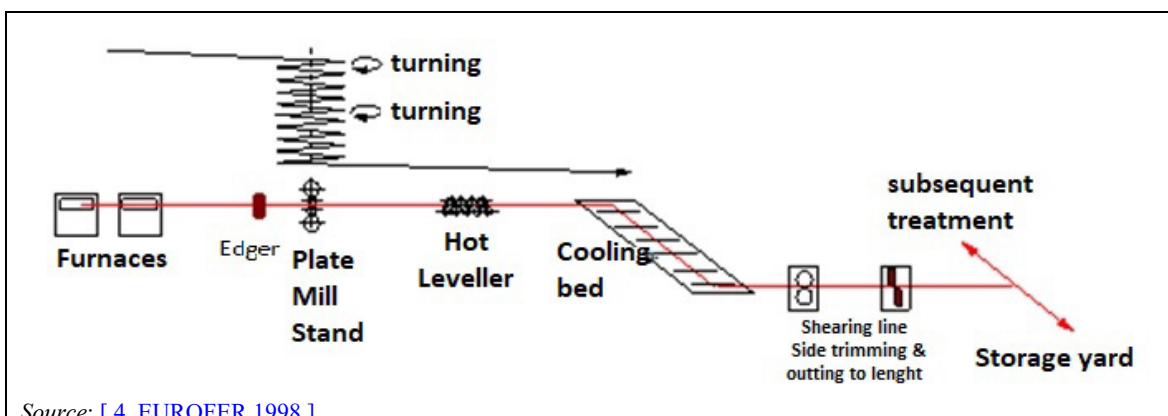 turning
turning
subsequent
treatment
Furnaces
Edger
Plate
Mill
Stand
Hot
Leveller
Cooling
bed
Shearing line
Side trimming &
outting to lenght
Storage yard
Source: [ 4, EUROFER 1998 ]